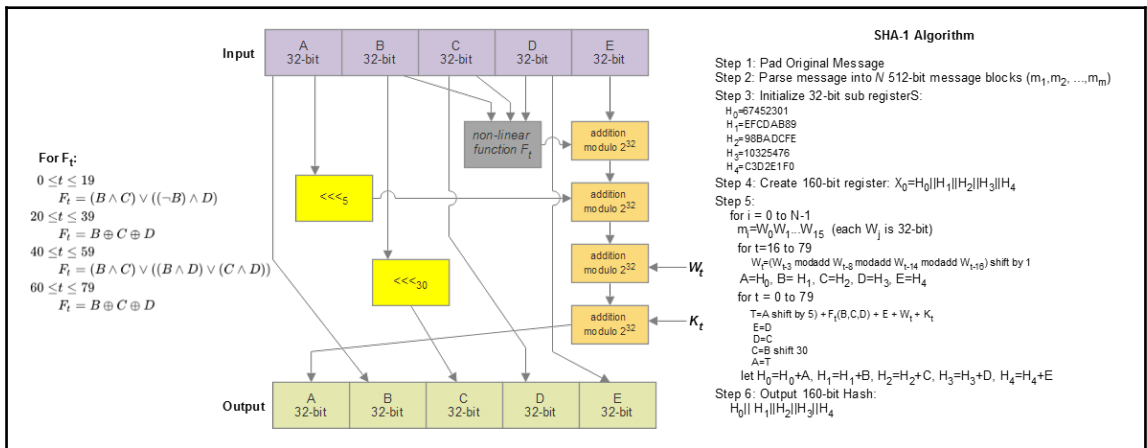 For Ft:
0 ≤t ≤ 19
Ft = (B ∧ C) ∨ ((¬B) ∧ D)
20 ≤t ≤ 39
Ft = B ⊕ C ⊕ D
40 ≤t ≤ 59
Ft = (B ∧ C) ∨ ((B ∧ D) ∨ (C ∧ D))
60 ≤t ≤ 79
Ft = B ⊕ C ⊕ D
Input
A B C D E
32-bit 32-bit 32-bit 32-bit 32-bit
non-linear
function Ft
addition
modulo 2^32
<<<5
addition
modulo 2^32
<<<30
addition
modulo 2^32
Wt
addition
modulo 2^32
Kt
Output
A B C D E
32-bit 32-bit 32-bit 32-bit 32-bit
SHA-1 Algorithm
Step 1: Pad Original Message
Step 2: Parse message into N 512-bit message blocks (m1,m2, ...,mm)
Step 3: Initialize 32-bit sub registerS:
H0=67452301
H1=EFCDAB89
H2=98BADCFE
H3=10325476
H4=C3D2E1F0
Step 4: Create 160-bit register: X0=H0||H1||H2||H3||H4
Step 5:
for i = 0 to N-1
mi=W0W1...W15 (each Wj is 32-bit)
for t=16 to 79
Wt=(Wt-3 modadd Wt-8 modadd Wt-14 modadd Wt-16) shift by 1
A=H0, B= H1, C=H2, D=H3, E=H4
for t = 0 to 79
T=A shift by 5) + Ft(B,C,D) + E + Wt + Kt
E=D
D=C
C=B shift 30
A=T
let H0=H0+A, H1=H1+B, H2=H2+C, H3=H3+D, H4=H4+E
Step 6: Output 160-bit Hash:
H0|| H1||H2||H3||H4